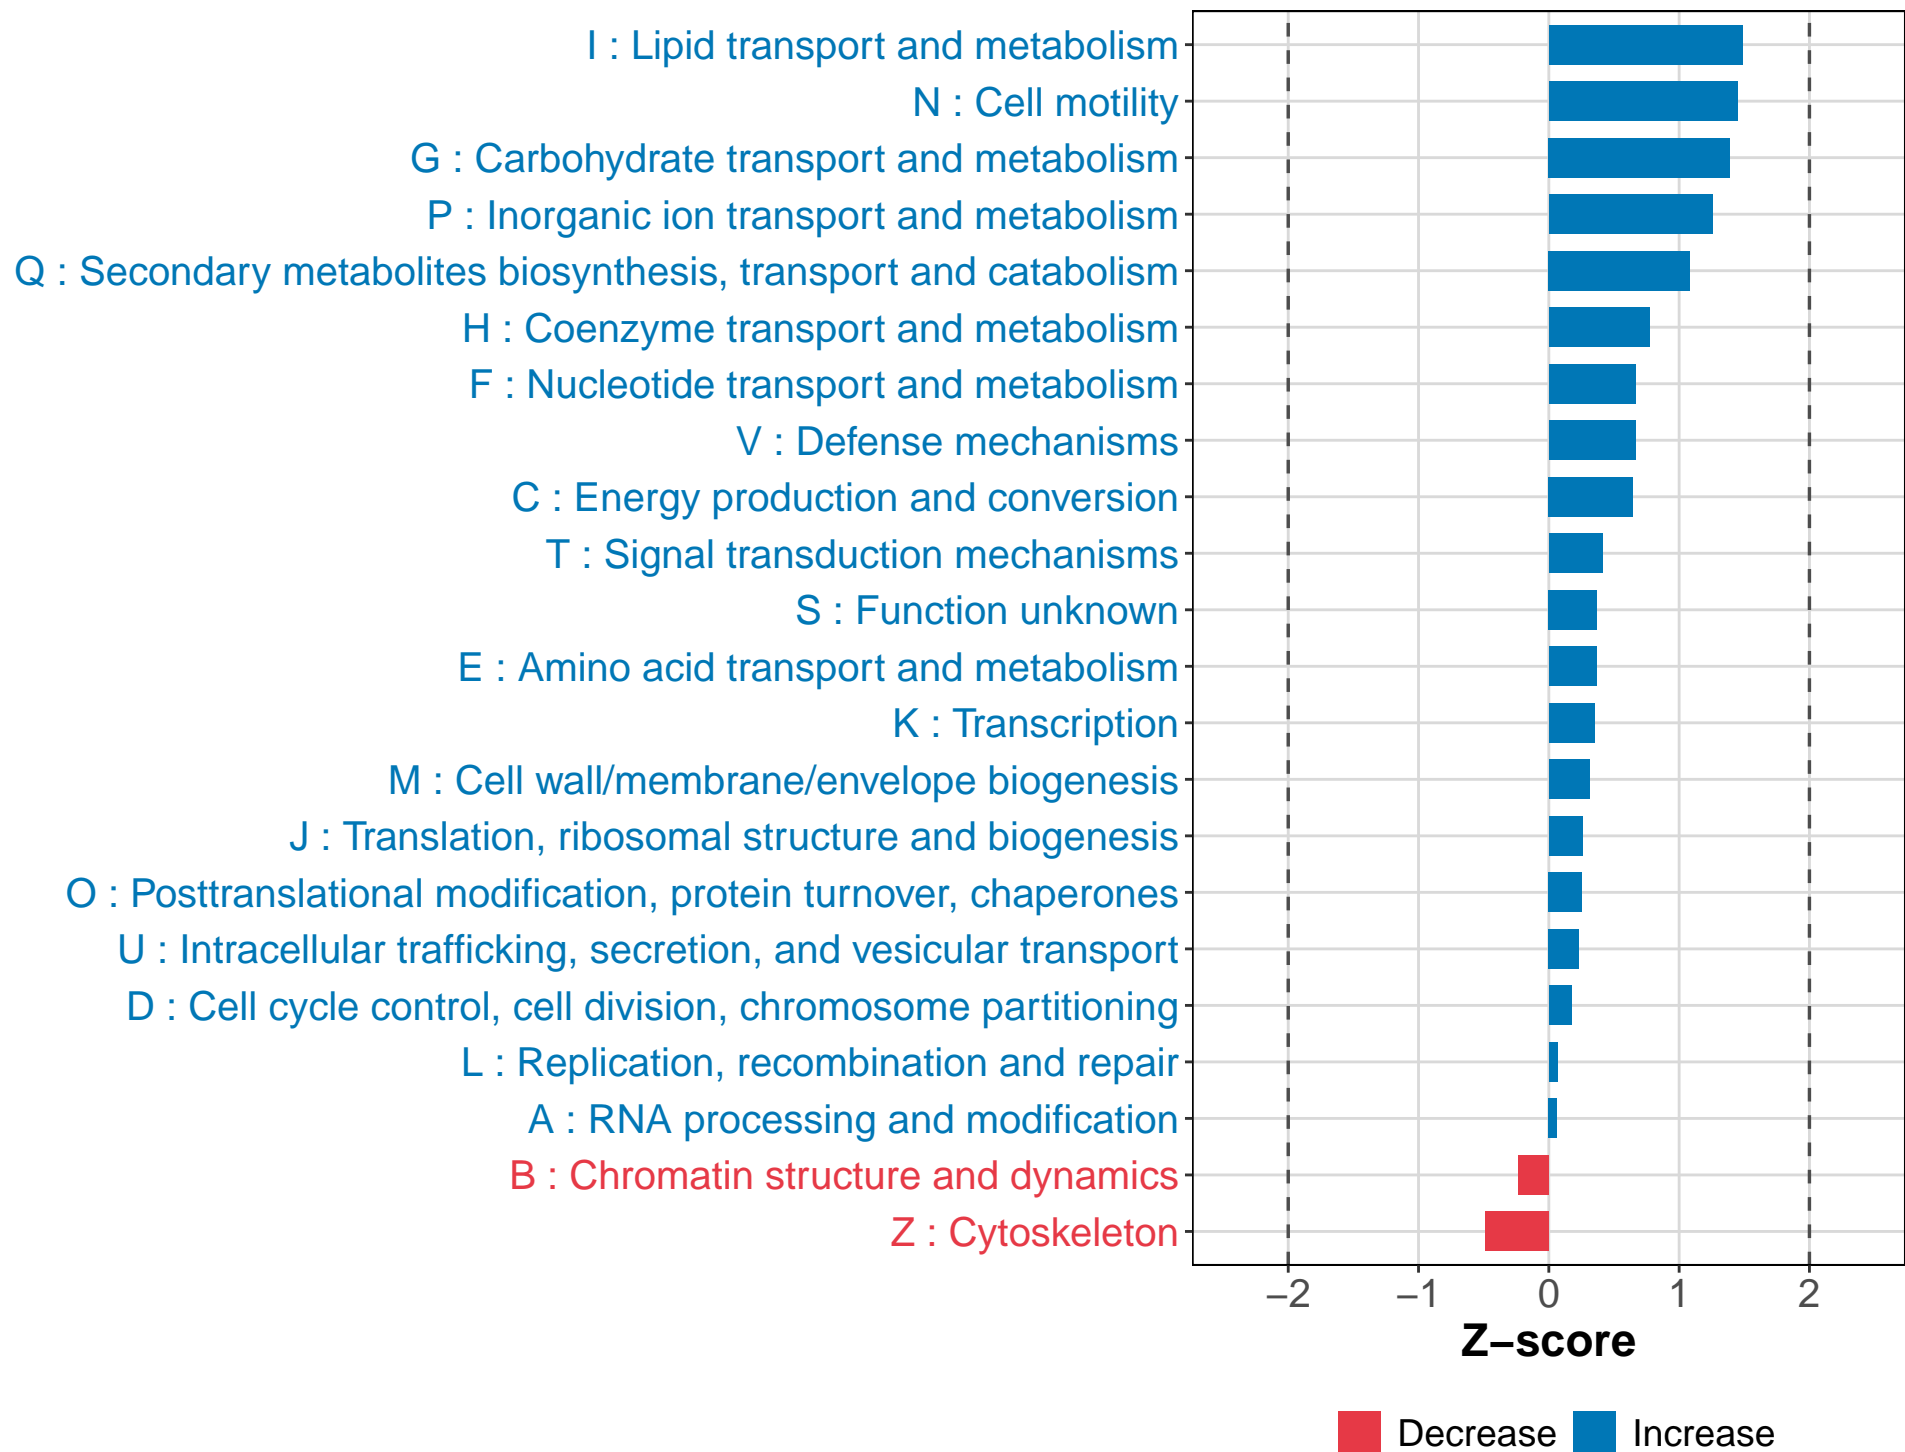 I : Lipid transport and metabolism
N : Cell motility
G : Carbohydrate transport and metabolism
P : Inorganic ion transport and metabolism
Q : Secondary metabolites biosynthesis, transport and catabolism
H : Coenzyme transport and metabolism
F : Nucleotide transport and metabolism
V : Defense mechanisms
C : Energy production and conversion
T : Signal transduction mechanisms
S : Function unknown
E : Amino acid transport and metabolism
K : Transcription
M : Cell wall/membrane/envelope biogenesis
J : Translation, ribosomal structure and biogenesis
O : Posttranslational modification, protein turnover, chaperones
U : Intracellular trafficking, secretion, and vesicular transport
D : Cell cycle control, cell division, chromosome partitioning
L : Replication, recombination and repair
A : RNA processing and modification
B : Chromatin structure and dynamics
Z : Cytoskeleton
−2 −1 0 1 2
Z−score
Decrease Increase